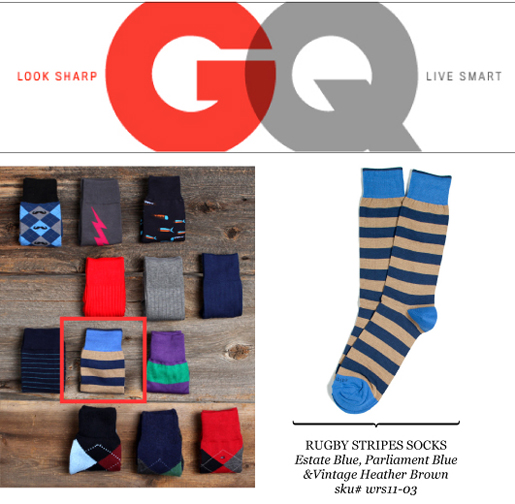 LOOK SHARP
GQ
LIVE SMART
RUGBY STRIPES SOCKS
Estate Blue, Parliament Blue
&Vintage Heather Brown
sku# wrs11-03